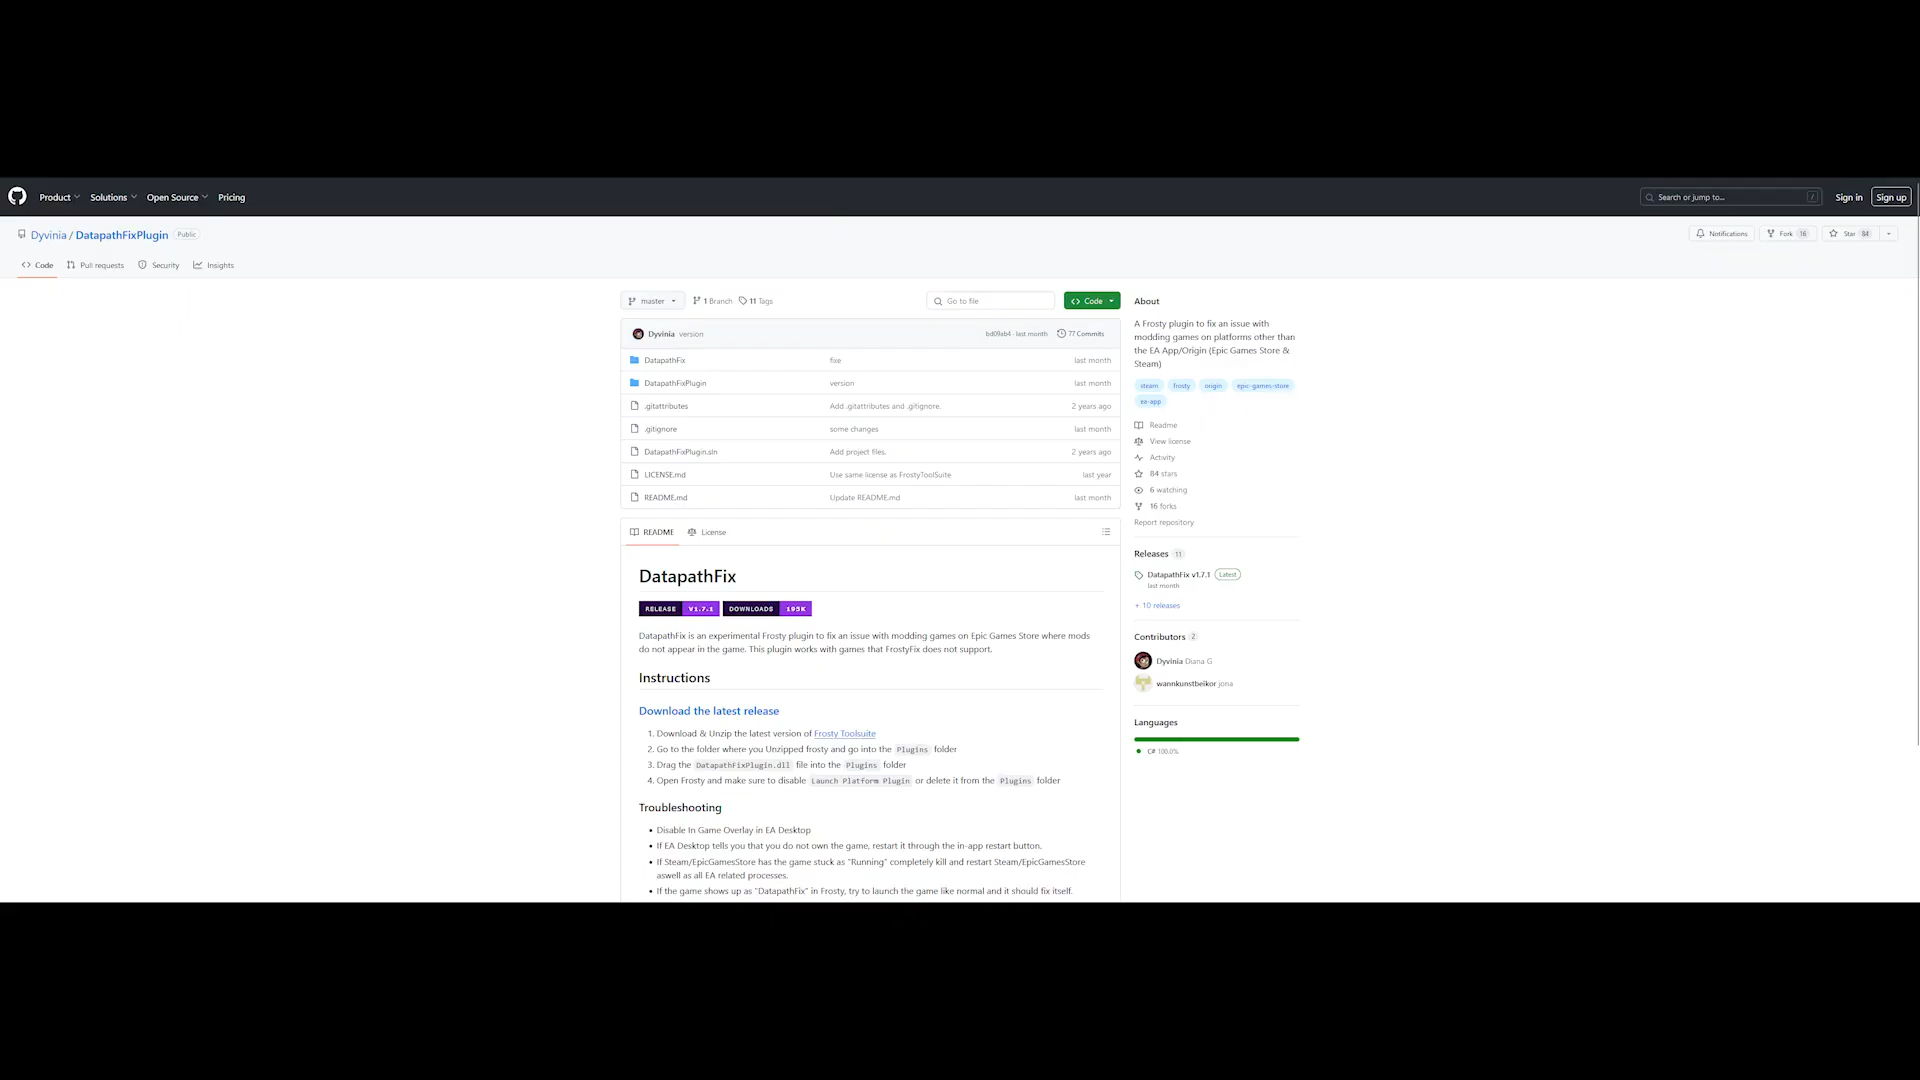 Product Solutions Open Source Pricing Search or jump to... / Sign in Sign up
Dyvinia / DatapathFixPlugin Public Notifications Fork 16 Star 84
Code Pull requests Security Insights
master 1 Branch 11 Tags Go to file Code
Dyvinia version bd09ab4 · last month 77 Commits
DatapathFix fixe last month
DatapathFixPlugin version last month
.gitattributes Add .gitattributes and .gitignore. 2 years ago
.gitignore some changes last month
DatapathFixPlugin.sln Add project files. 2 years ago
LICENSE.md Use same license as FrostyToolSuite last year
README.md Update README.md last month
README License
DatapathFix
RELEASE V1.7.1 DOWNLOADS 195K
DatapathFix is an experimental Frosty plugin to fix an issue with modding games on Epic Games Store where mods
do not appear in the game. This plugin works with games that FrostyFix does not support.
Instructions
Download the latest release
1. Download & Unzip the latest version of Frosty Toolsuite
2. Go to the folder where you Unzipped frosty and go into the Plugins folder
3. Drag the DatapathFixPlugin.dll file into the Plugins folder
4. Open Frosty and make sure to disable Launch Platform Plugin or delete it from the Plugins folder
Troubleshooting
• Disable In Game Overlay in EA Desktop
• If EA Desktop tells you that you do not own the game, restart it through the in-app restart button.
• If Steam/EpicGamesStore has the game stuck as "Running" completely kill and restart Steam/EpicGamesStore
aswell as all EA related processes.
• If the game shows up as "DatapathFix" in Frosty, try to launch the game like normal and it should fix itself.
About
A Frosty plugin to fix an issue with
modding games on platforms other than
the EA App/Origin (Epic Games Store &
Steam)
steam frosty origin epic-games-store
ea-app
Readme
View license
Activity
84 stars
6 watching
16 forks
Report repository
Releases 11
DatapathFix v1.7.1 Latest
last month
+ 10 releases
Contributors 2
Dyvinia Diana G
wannkunstbeikor jona
Languages
C# 100.0%